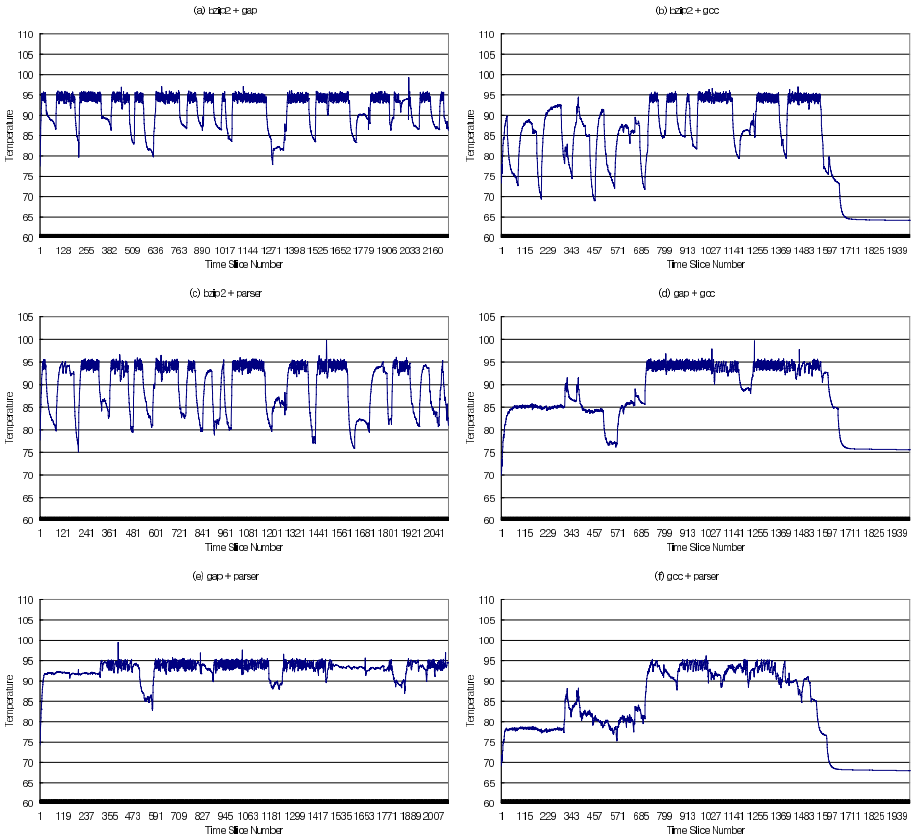 (a) bzip2 + gap
110
105
100
95
90
85
80
75
70
65
60
Temperature
1 128 255 382 509 636 763 890 1017 1144 1271 1398 1525 1652 1779 1906 2033 2160
Time Slice Number
(b) bzip2 + gcc
110
105
100
95
90
85
80
75
70
65
60
Temperature
1 115 229 343 457 571 685 799 913 1027 1141 1255 1369 1483 1597 1711 1825 1939
Time Slice Number
(c) bzip2 + parser
105
100
95
90
85
80
75
70
65
60
Temperature
1 121 241 361 481 601 721 841 961 1081 1201 1321 1441 1561 1681 1801 1921 2041
Time Slice Number
(d) gap + gcc
105
100
95
90
85
80
75
70
65
60
Temperature
1 115 229 343 457 571 685 799 913 1027 1141 1255 1369 1483 1597 1711 1825 1939
Time Slice Number
(e) gap + parser
110
105
100
95
90
85
80
75
70
65
60
Temperature
1 119 237 355 473 591 709 827 945 1063 1181 1299 1417 1535 1653 1771 1889 2007
Time Slice Number
(f) gcc + parser
110
105
100
95
90
85
80
75
70
65
60
Temperature
1 115 229 343 457 571 685 799 913 1027 1141 1255 1369 1483 1597 1711 1825 1939
Time Slice Number